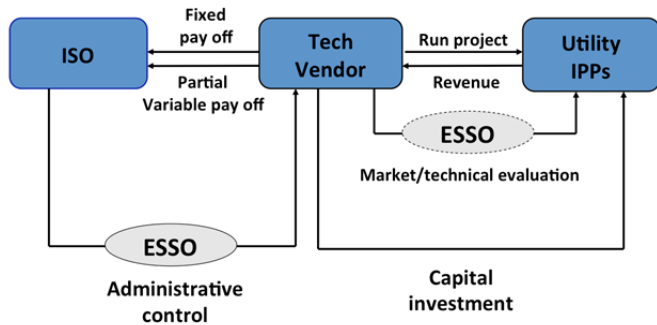 Fixed
pay off
ISO
Tech
Vendor
Run project
Utility
IPPs
Partial
Variable pay off
Revenue
ESSO
Market/technical evaluation
ESSO
Administrative
control
Capital
investment